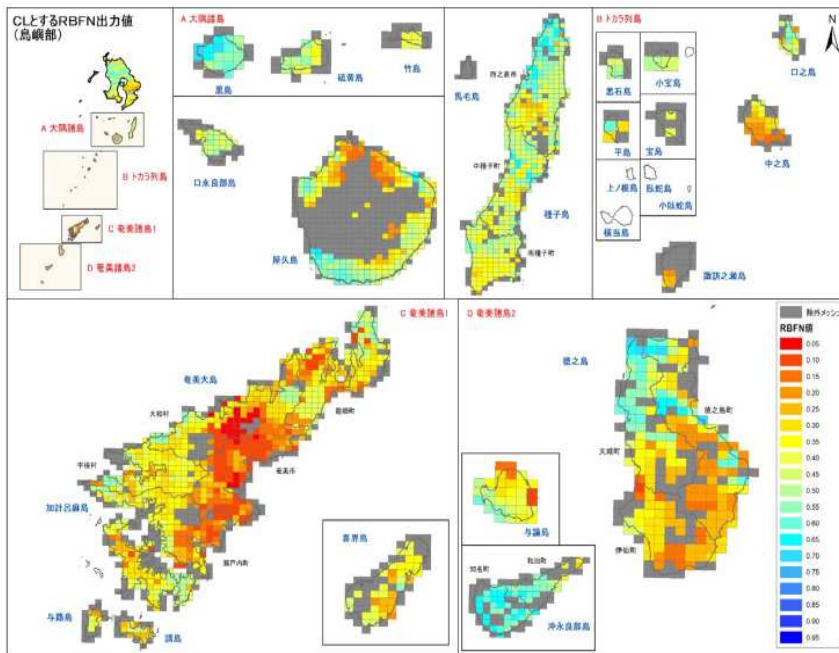 CLとするRBFN出力値
(島嶼部)
A 大隅諸島
B トカラ列島
C 奄美諸島1
D 奄美諸島2
A 大隅諸島
黒島
硫黄島
竹島
口永良部島
屋久島
馬毛島
西之表市
中種子町
種子島
南種子町
B トカラ列島
N
口之島
悪石島
小宝島
平島
宝島
中之島
上ノ根島
臥蛇島
小臥蛇島
横当島
諏訪之瀬島
C 奄美諸島1
奄美大島
大和村
龍郷町
宇検村
奄美市
加計呂麻島
瀬戸内町
与路島
請島
喜界島
D 奄美諸島2
徳之島
徳之島町
天城町
伊仙町
与論島
知名町
和泊町
沖永良部島
除外メッシュ
RBFN値
0.05
0.10
0.15
0.20
0.25
0.30
0.35
0.40
0.45
0.50
0.55
0.60
0.65
0.70
0.75
0.80
0.85
0.90
0.95